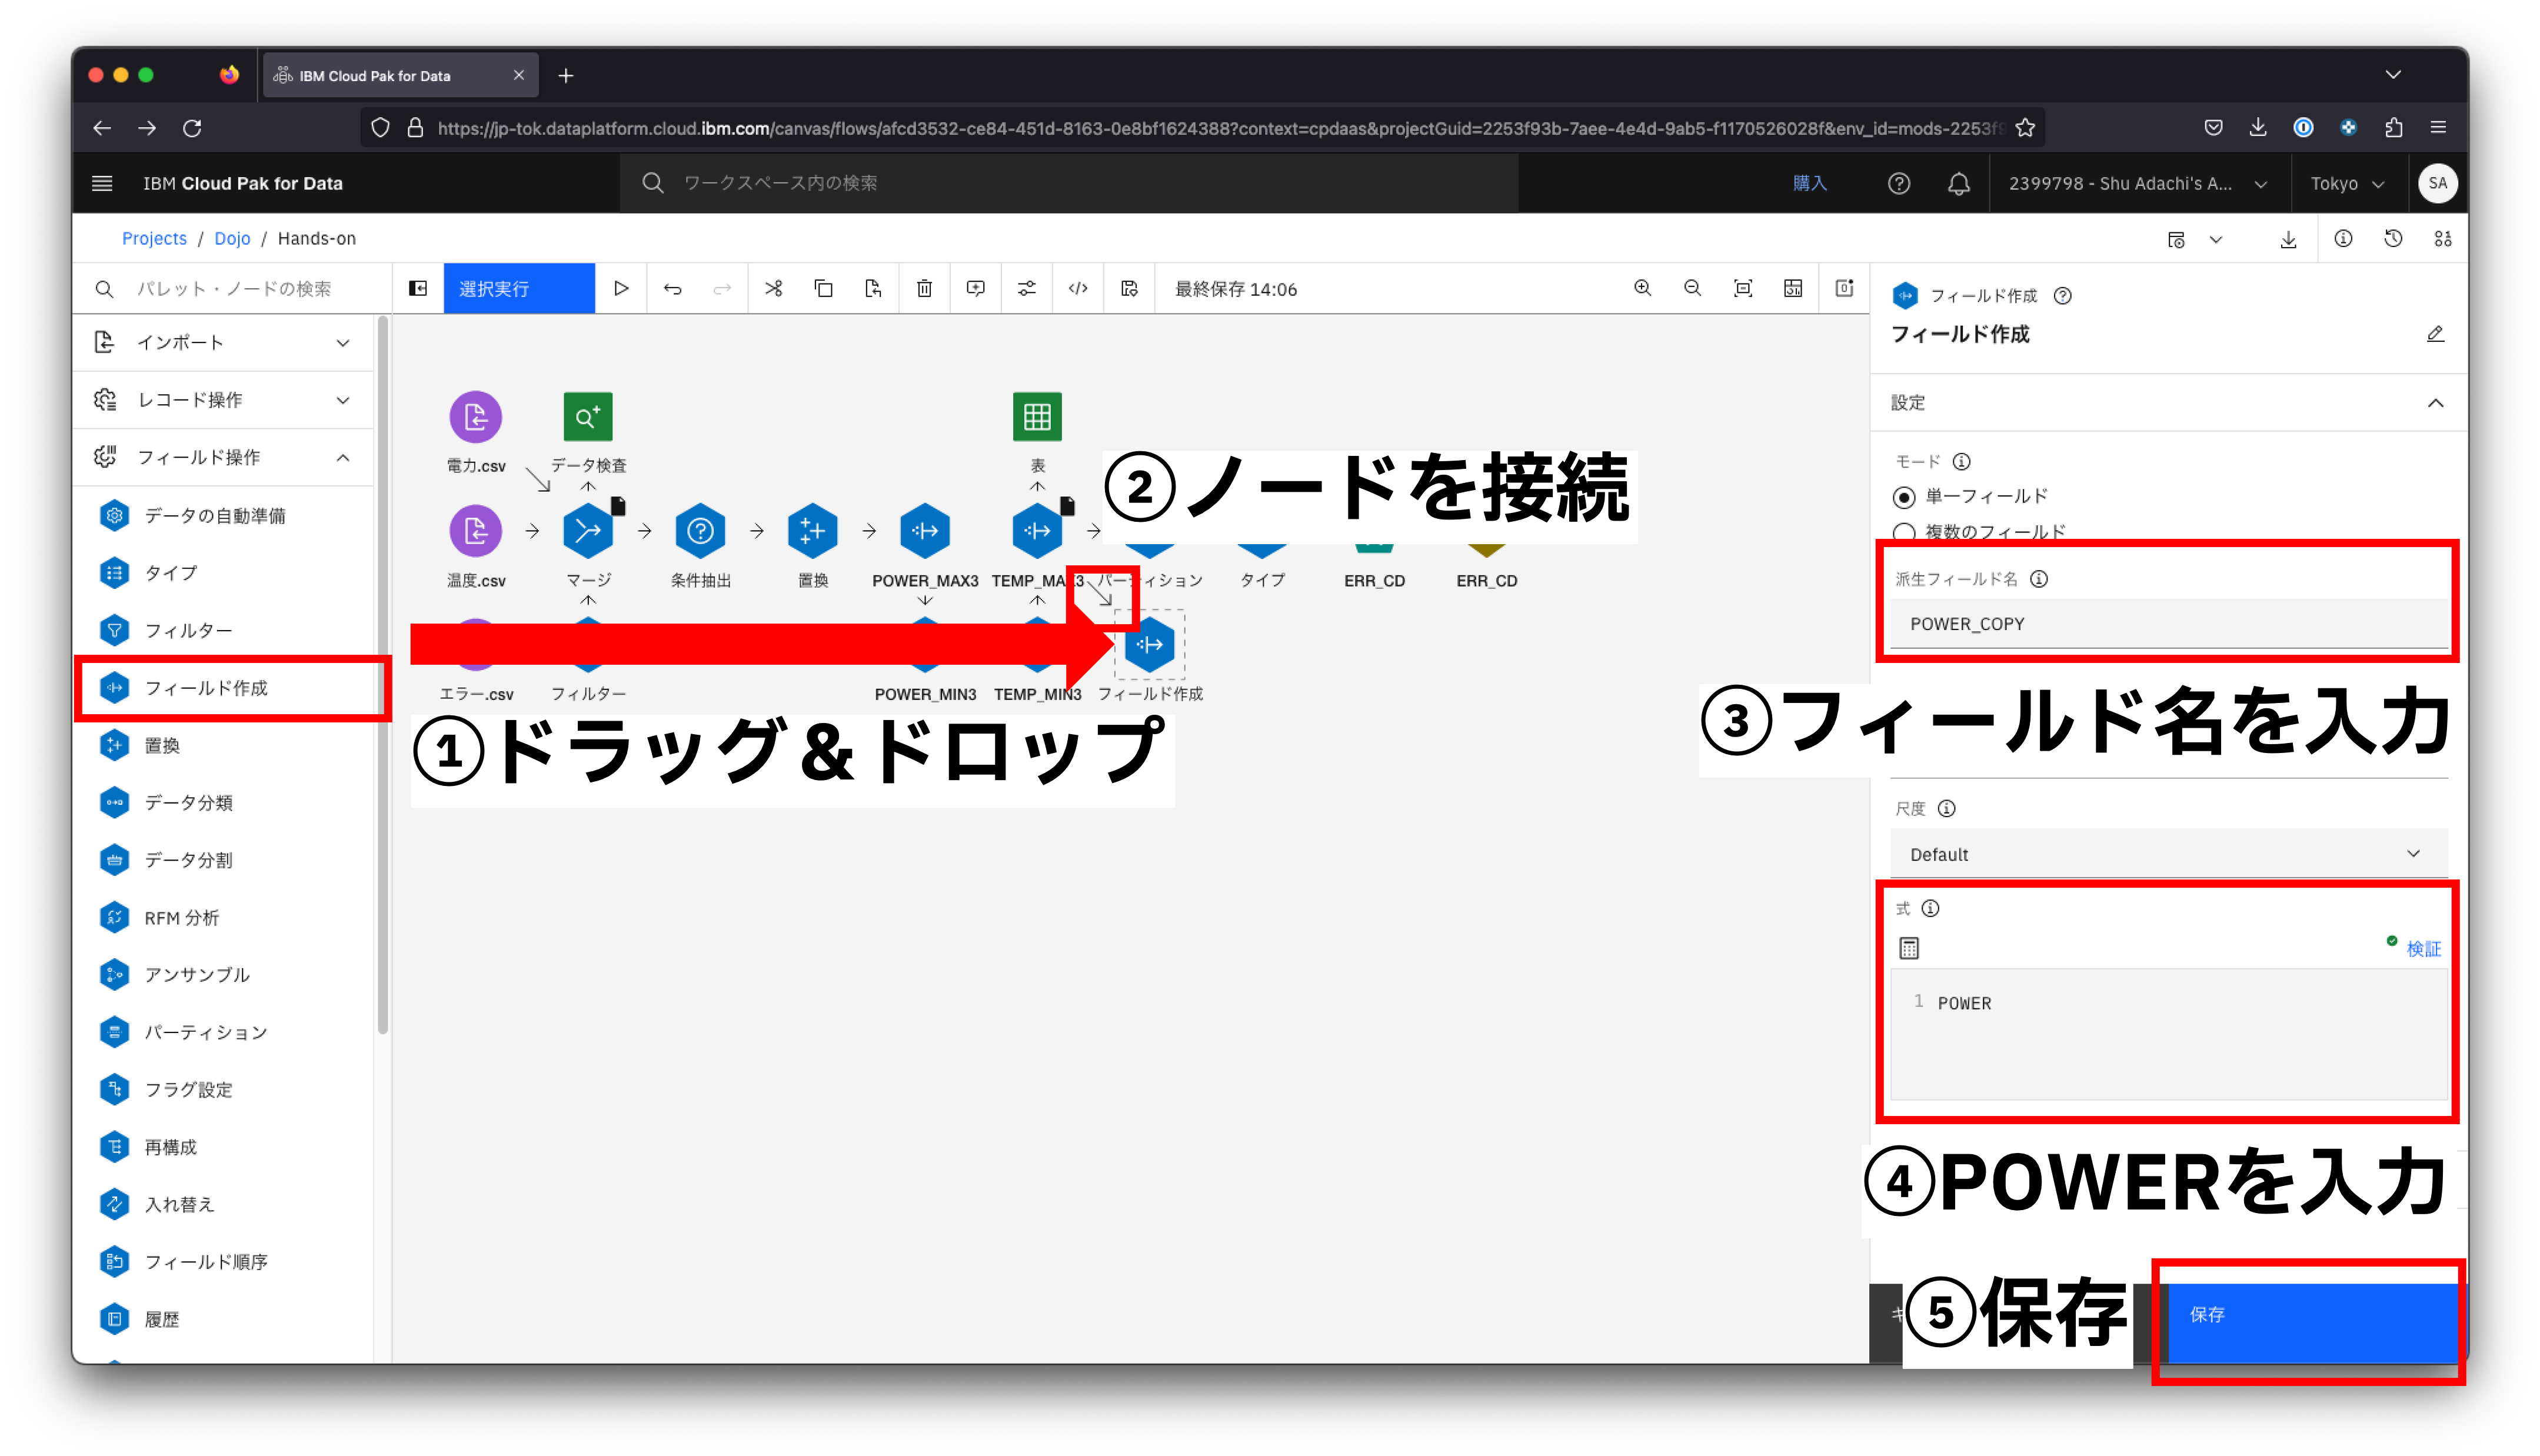 IBM Cloud Pak for Data
https://jp-tok.dataplatform.cloud.ibm.com/canvas/flows/afcd3532-ce84-451d-8163-0e8bf1624388?context=cpdaas&projectGuid=2253f93b-7aee-4e4d-9ab5-f1170526028f&env_id=mods-2253f9
IBM Cloud Pak for Data
ワークスペース内の検索
購入
2399798 - Shu Adachi's A...
Tokyo
SA
Projects / Dojo / Hands-on
パレット・ノードの検索
選択実行
最終保存 14:06
インポート
レコード操作
フィールド操作
データの自動準備
タイプ
フィルター
フィールド作成
置換
データ分類
データ分割
RFM 分析
アンサンブル
パーティション
フラグ設定
再構成
入れ替え
フィールド順序
履歴
電力.csv
データ検査
表
②ノードを接続
温度.csv
マージ
条件抽出
置換
POWER_MAX3
TEMP_MAX3
パーティション
タイプ
ERR_CD
ERR_CD
エラー.csv
フィルター
POWER_MIN3
TEMP_MIN3
フィールド作成
①ドラッグ&ドロップ
フィールド作成
フィールド作成
設定
モード
単一フィールド
複数のフィールド
派生フィールド名
POWER_COPY
③フィールド名を入力
尺度
Default
式
検証
1 POWER
④POWERを入力
⑤保存
保存